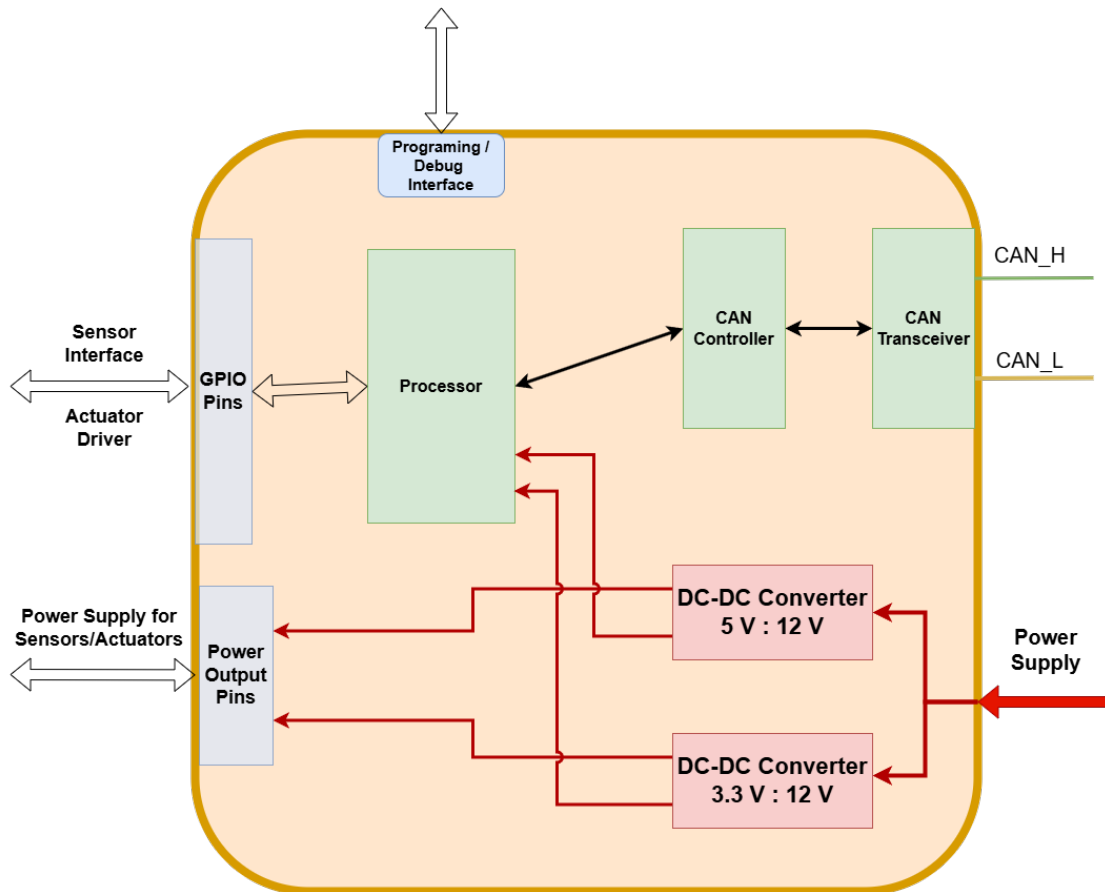 Programing /
Debug
Interface
CAN_H
CAN
Controller
CAN
Transceiver
CAN_L
Sensor
Interface
Actuator
Driver
GPIO
Pins
Processor
DC-DC Converter
5 V : 12 V
Power Supply for
Sensors/Actuators
Power
Output
Pins
Power
Supply
DC-DC Converter
3.3 V : 12 V